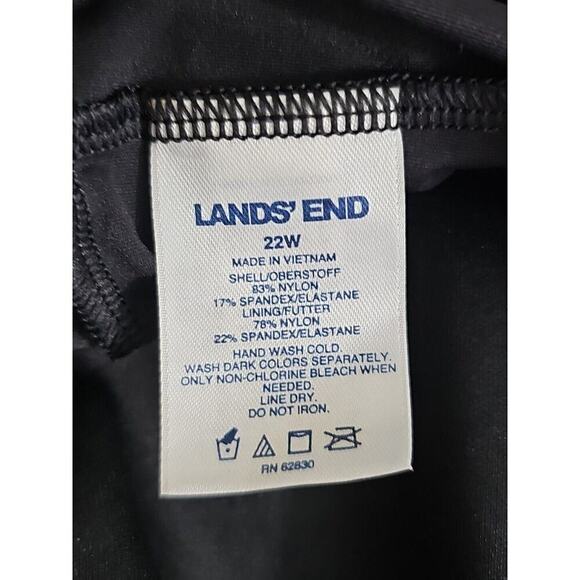 LANDS' END
22W
MADE IN VIETNAM
SHELL/OBERSTOFF
83% NYLON
17% SPANDEX/ELASTANE
LINING/FUTTER
78% NYLON
22% SPANDEX/ELASTANE
HAND WASH COLD.
WASH DARK COLORS SEPARATELY.
ONLY NON-CHLORINE BLEACH WHEN
NEEDED.
LINE DRY.
DO NOT IRON.
RN 62830